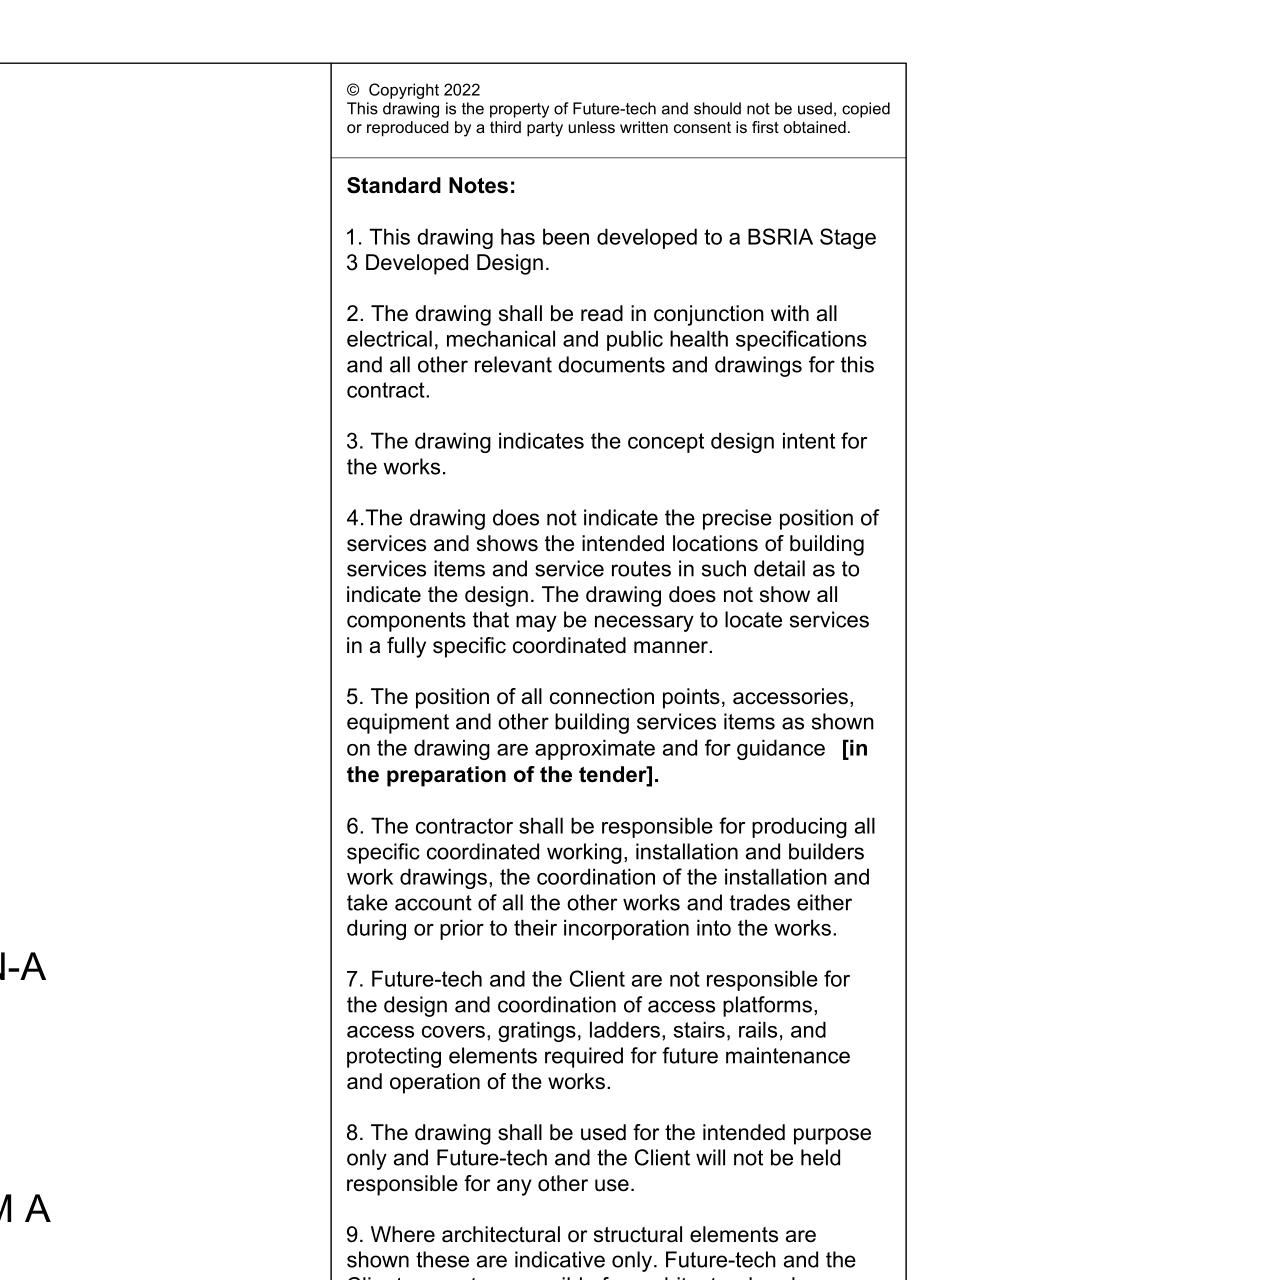 © Copyright 2022
This drawing is the property of Future-tech and should not be used, copied
or reproduced by a third party unless written consent is first obtained.
Standard Notes:
1. This drawing has been developed to a BSRIA Stage
3 Developed Design.
2. The drawing shall be read in conjunction with all
electrical, mechanical and public health specifications
and all other relevant documents and drawings for this
contract.
3. The drawing indicates the concept design intent for
the works.
4.The drawing does not indicate the precise position of
services and shows the intended locations of building
services items and service routes in such detail as to
indicate the design. The drawing does not show all
components that may be necessary to locate services
in a fully specific coordinated manner.
5. The position of all connection points, accessories,
equipment and other building services items as shown
on the drawing are approximate and for guidance [in
the preparation of the tender].
6. The contractor shall be responsible for producing all
specific coordinated working, installation and builders
work drawings, the coordination of the installation and
take account of all the other works and trades either
during or prior to their incorporation into the works.
7. Future-tech and the Client are not responsible for
the design and coordination of access platforms,
access covers, gratings, ladders, stairs, rails, and
protecting elements required for future maintenance
and operation of the works.
8. The drawing shall be used for the intended purpose
only and Future-tech and the Client will not be held
responsible for any other use.
9. Where architectural or structural elements are
shown these are indicative only. Future-tech and the
-A
A